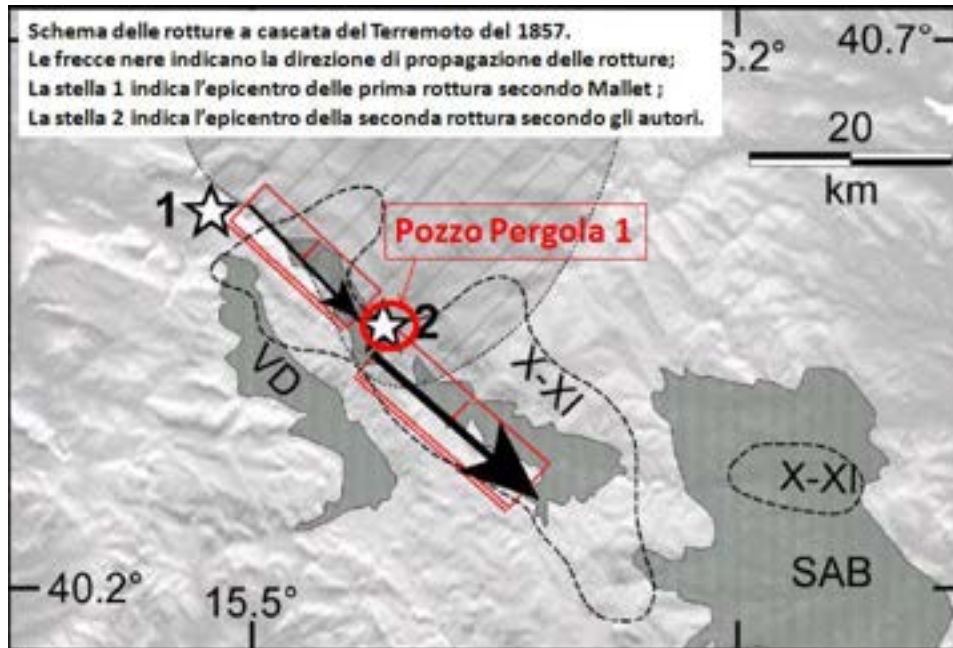 Schema delle rotture a cascata del Terremoto del 1857.
Le frecce nere indicano la direzione di propagazione delle rotture;
La stella 1 indica l'epicentro delle prima rottura secondo Mallet ;
La stella 2 indica l'epicentro della seconda rottura secondo gli autori.
6.2° 40.7°
20
km
1
Pozzo Pergola 1
2
VD
X-XI
X-XI
SAB
40.2°
15.5°